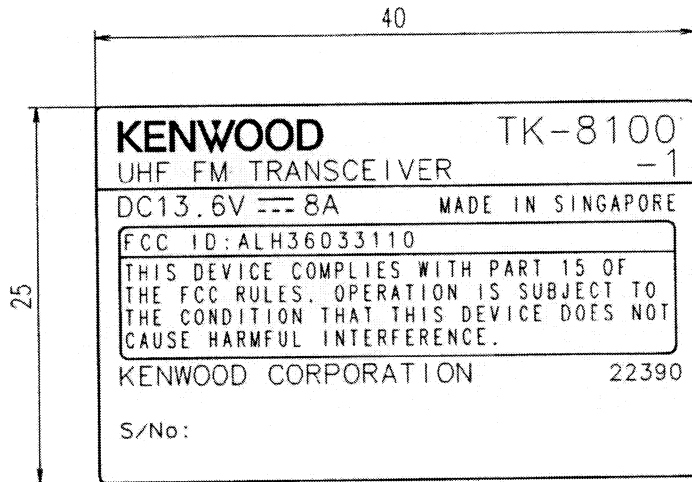 40
25
KENWOOD TK-8100
UHF FM TRANSCEIVER -1
DC13.6V ⎓ 8A MADE IN SINGAPORE
FCC ID:ALH36033110
THIS DEVICE COMPLIES WITH PART 15 OF
THE FCC RULES. OPERATION IS SUBJECT TO
THE CONDITION THAT THIS DEVICE DOES NOT
CAUSE HARMFUL INTERFERENCE.
KENWOOD CORPORATION 22390
S/No: